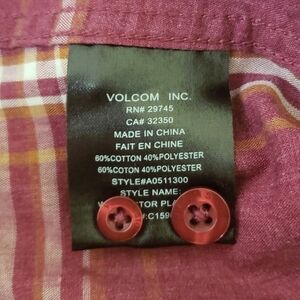 VOLCOM INC.
RN# 29745
CA# 32350
MADE IN CHINA
FAIT EN CHINE
60%COTTON 40%POLYESTER
60%COTON 40%POLYESTER
STYLE#A0511300
STYLE NAME: